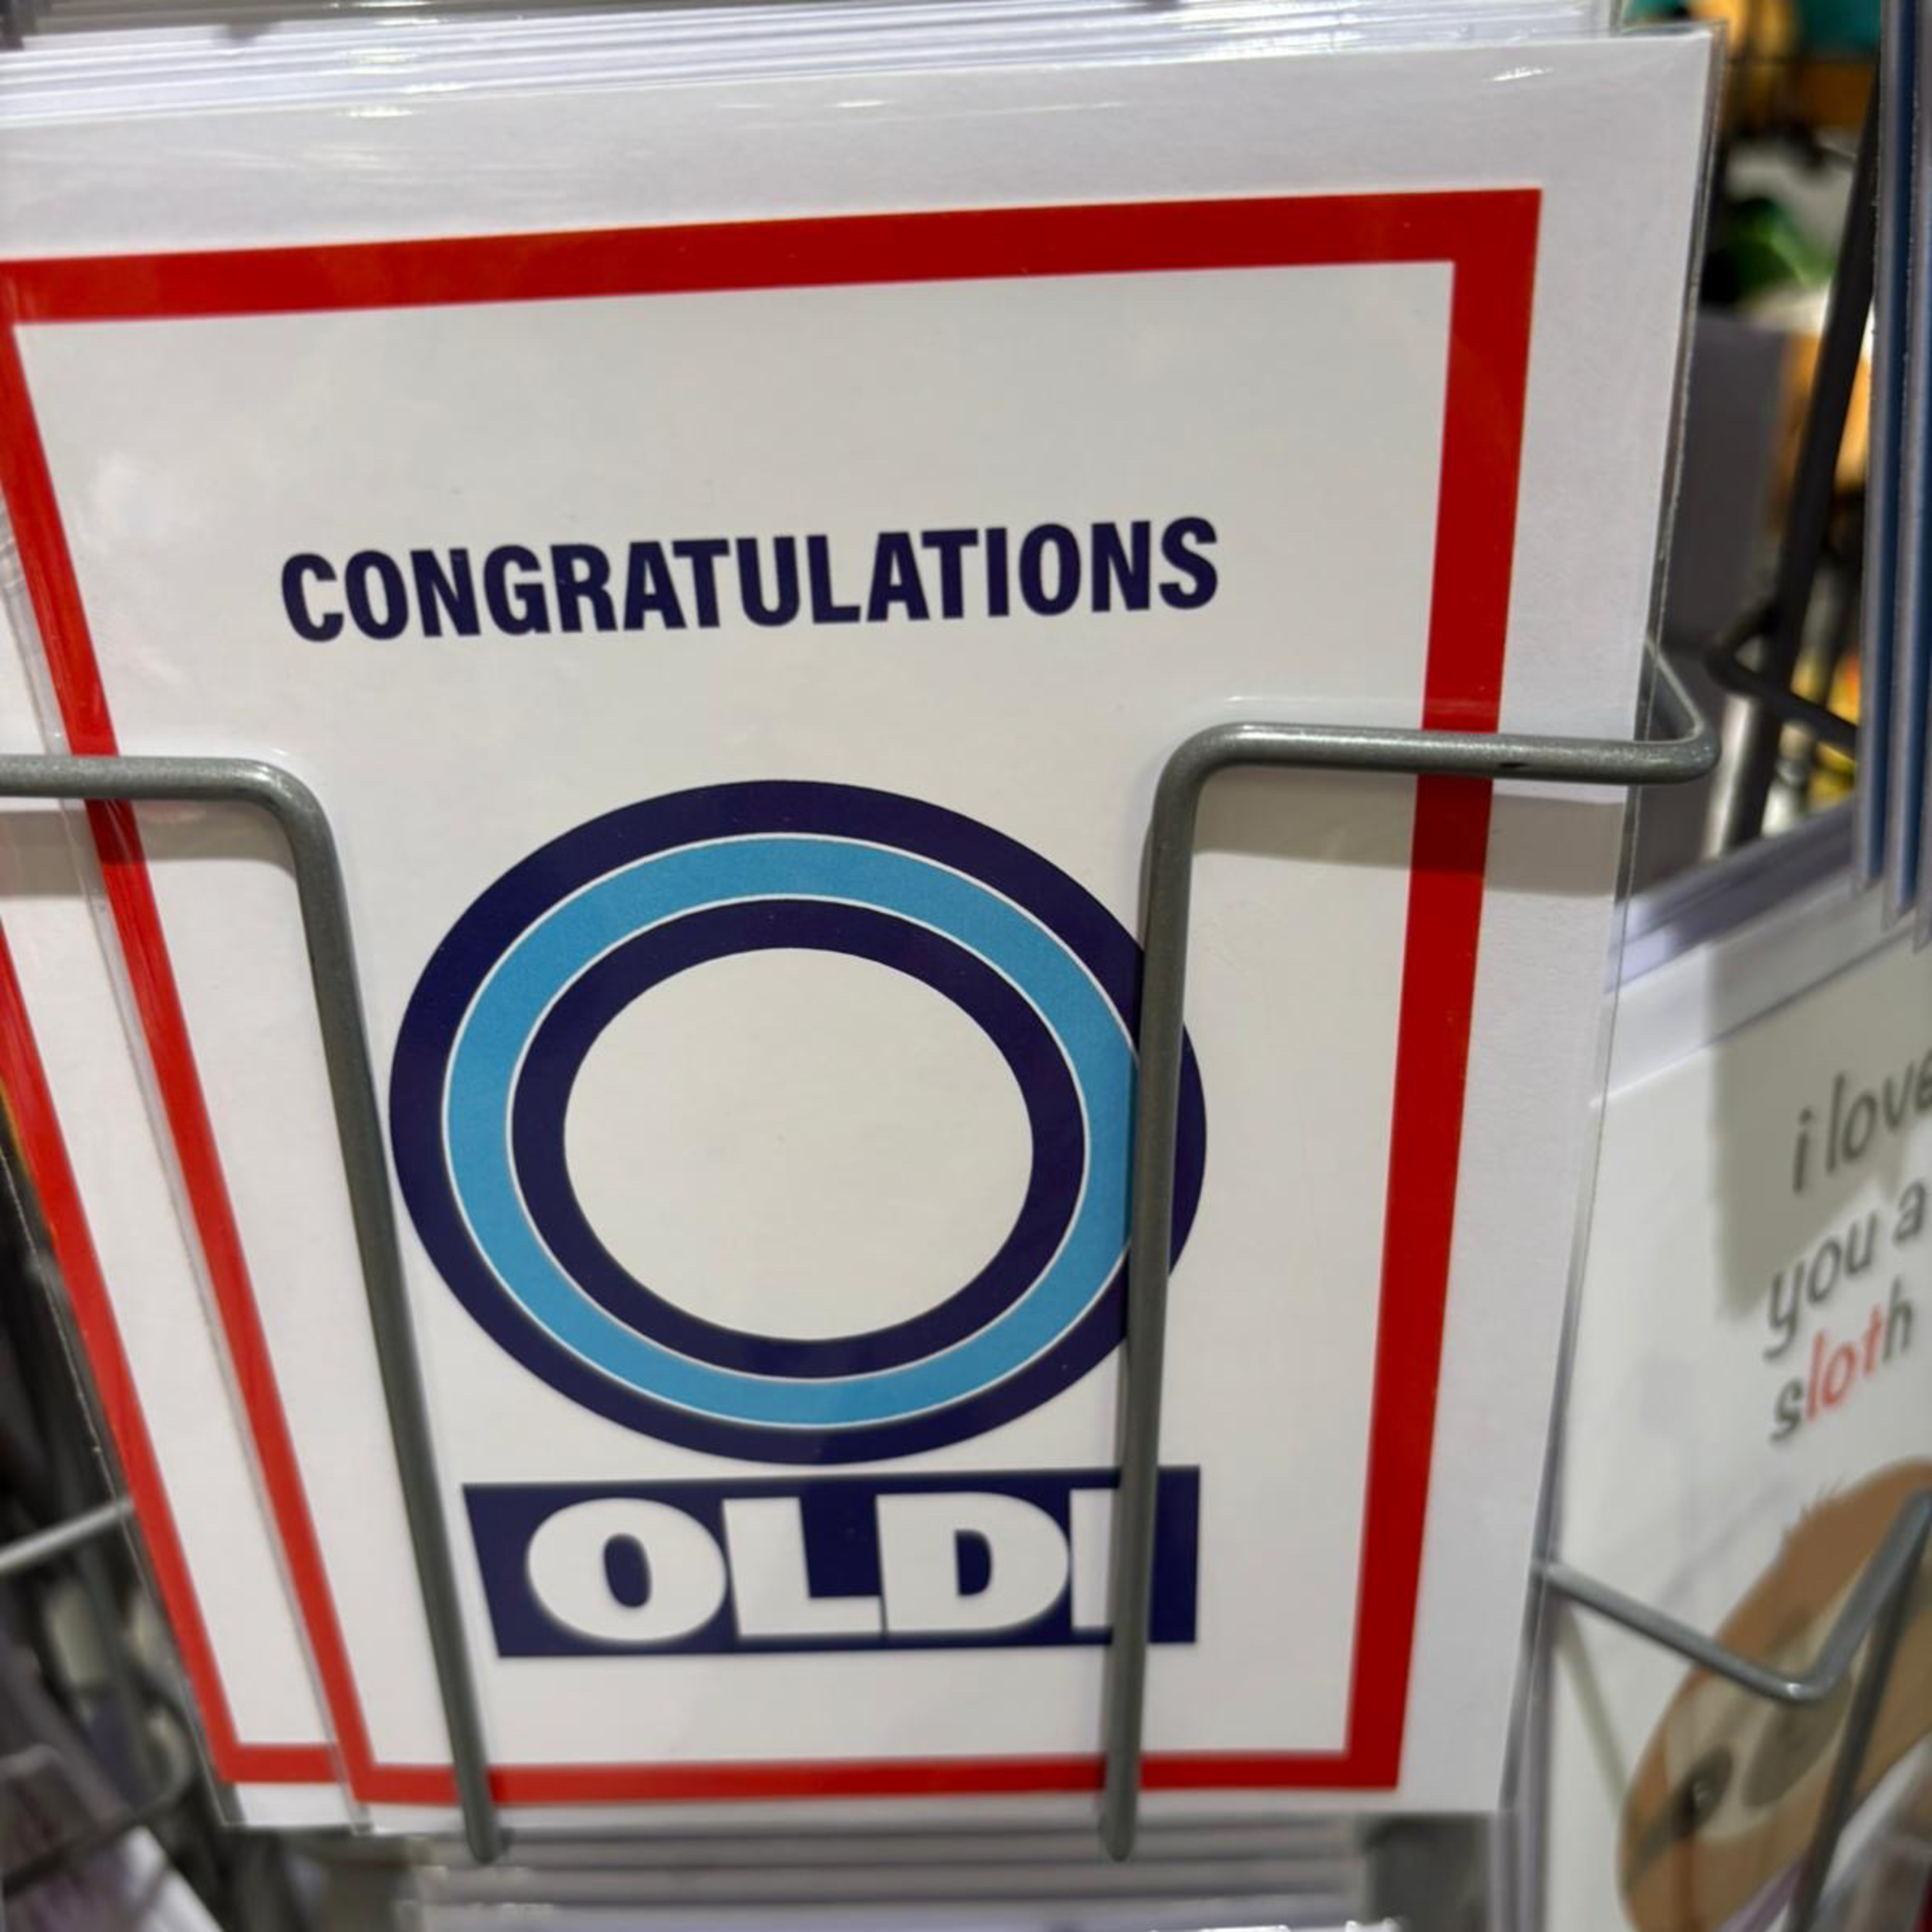 CONGRATULATIONS
OLDI
i love
you a
sloth